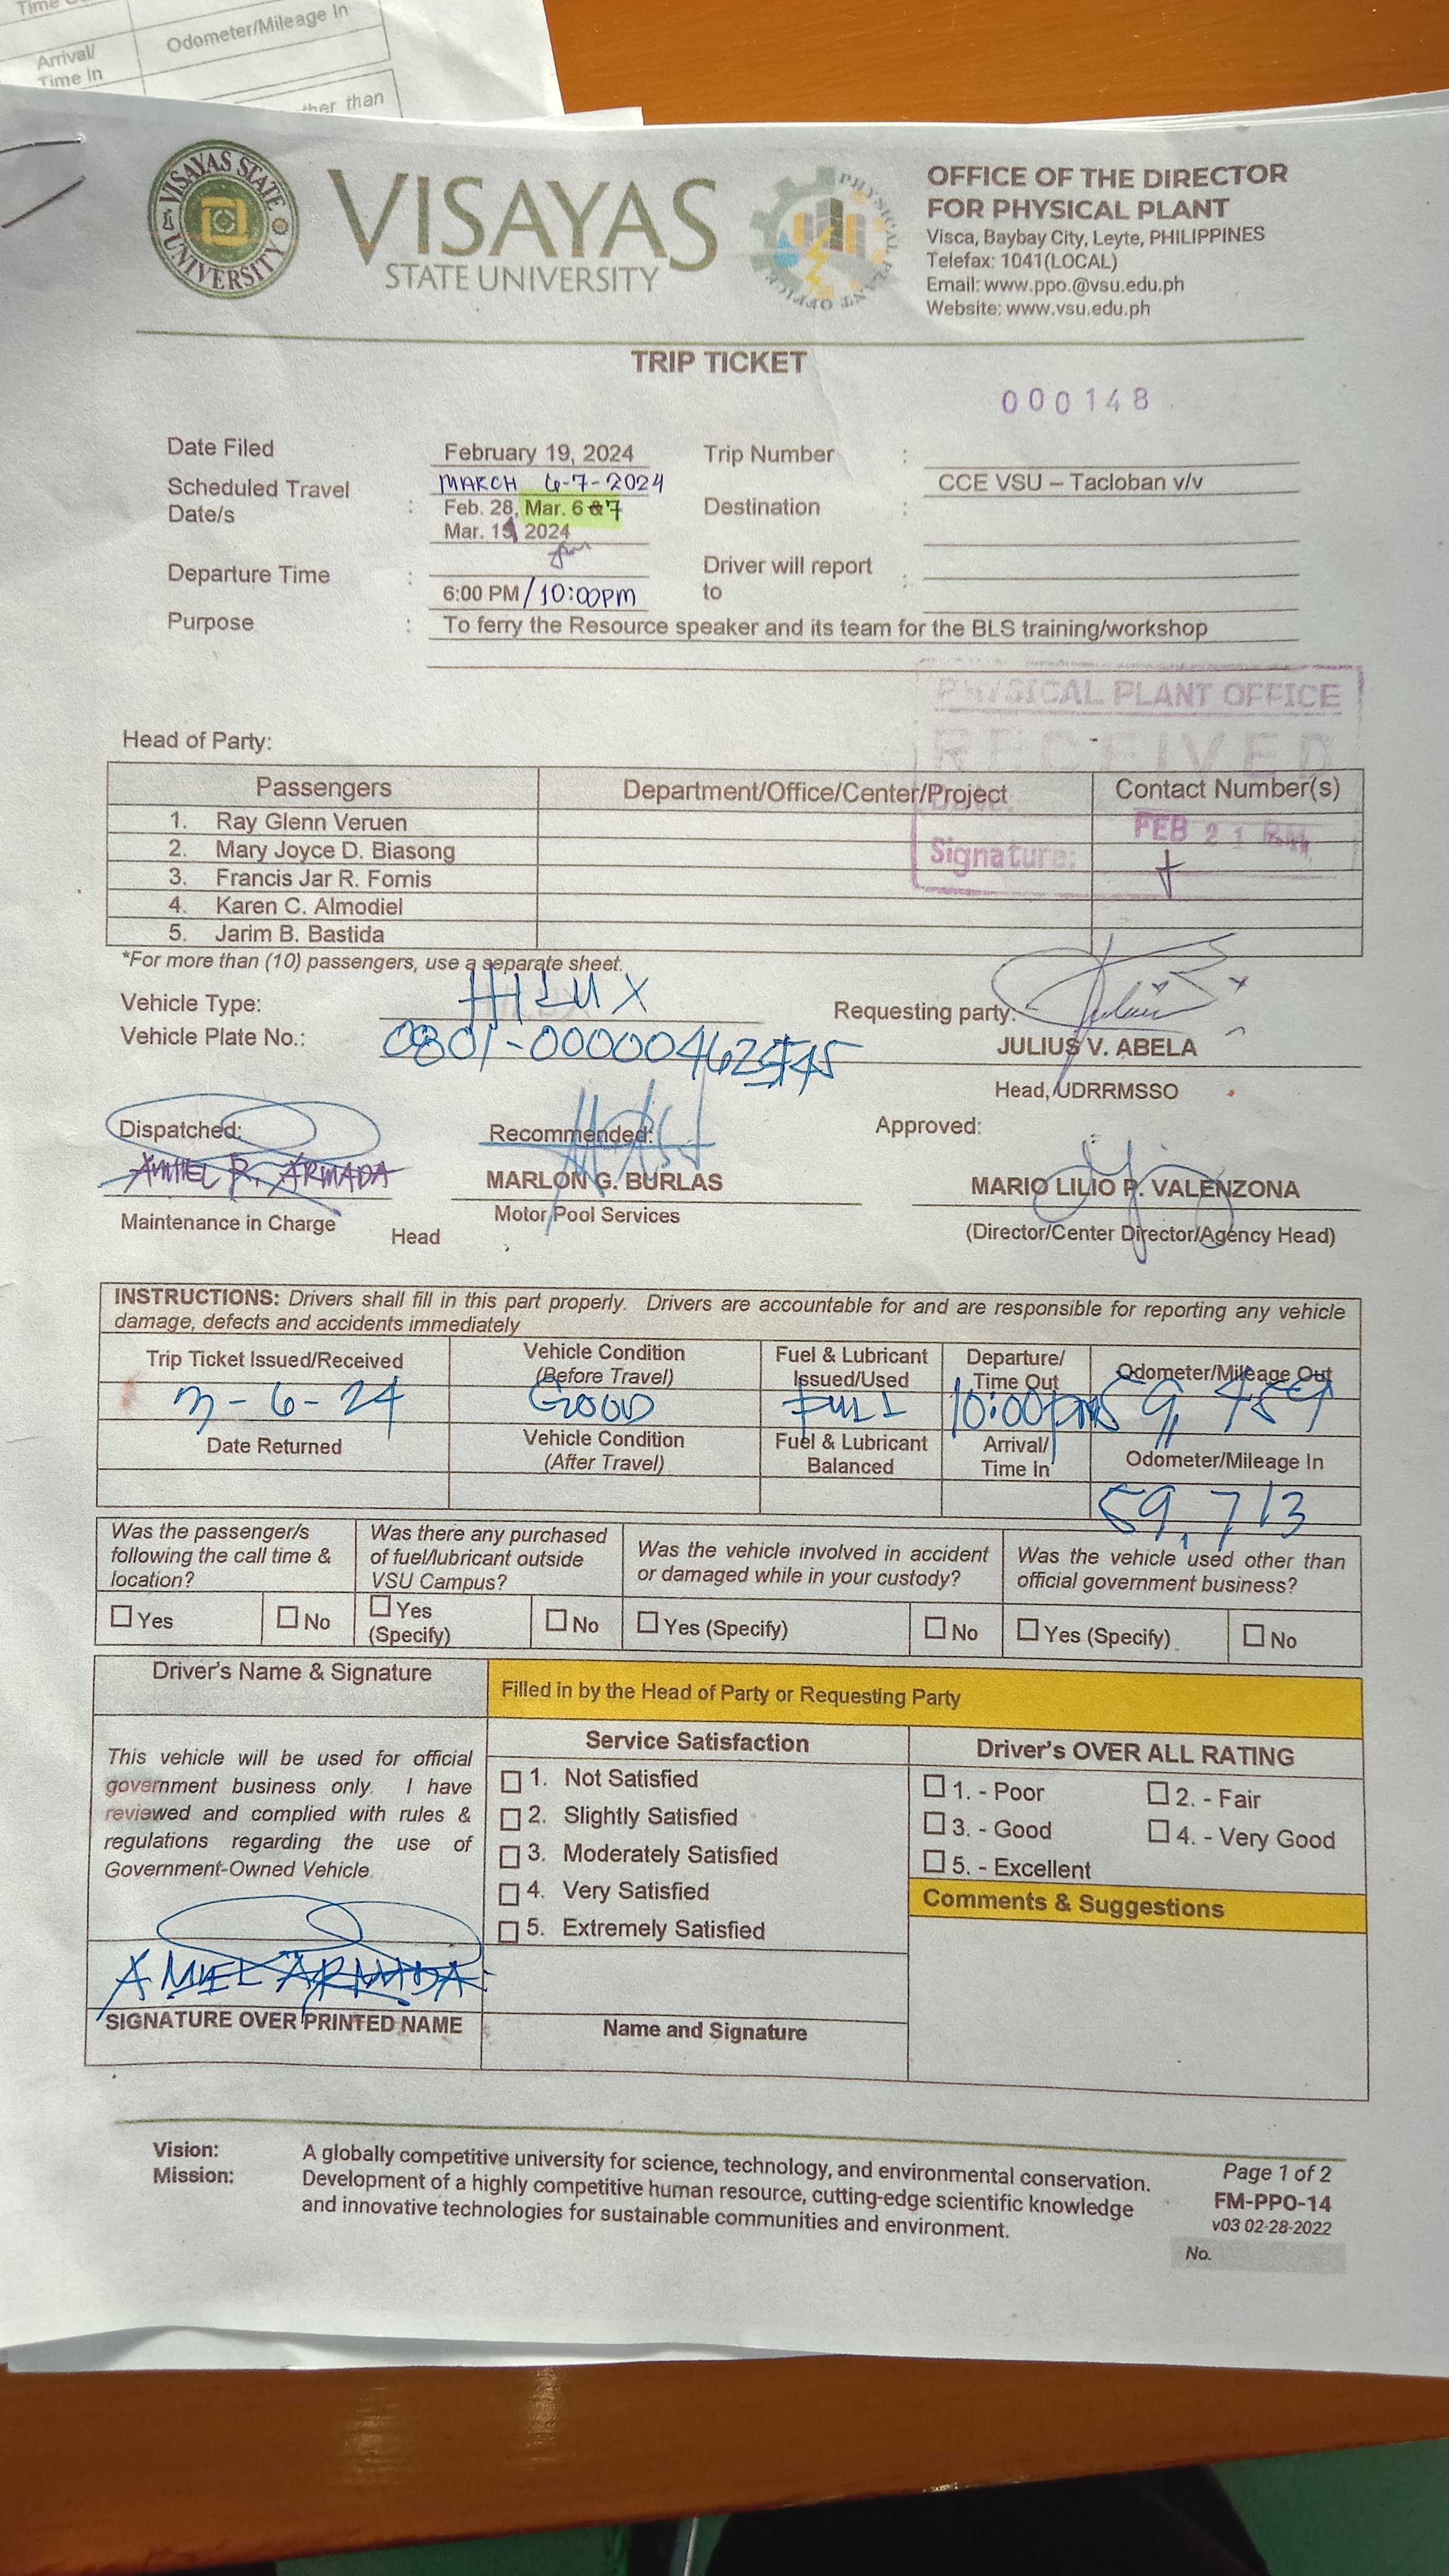 Arrival/
Time In
Odometer/Mileage In
her than
VISAYAS STATE UNIVERSITY
VISAYAS
STATE UNIVERSITY
PHYSICAL PLANT OFFICE
OFFICE OF THE DIRECTOR
FOR PHYSICAL PLANT
Visca, Baybay City, Leyte, PHILIPPINES
Telefax: 1041(LOCAL)
Email: www.ppo.@vsu.edu.ph
Website: www.vsu.edu.ph
TRIP TICKET
000148
Date Filed February 19, 2024 Trip Number :
MARCH 6-7-2024 CCE VSU – Tacloban v/v
Scheduled Travel Date/s : Feb. 28, Mar. 6 & 7 Destination :
Mar. 15, 2024
Departure Time : 6:00 PM/10:00PM Driver will report to :
Purpose : To ferry the Resource speaker and its team for the BLS training/workshop
PHYSICAL PLANT OFFICE
RECEIVED
FEB 21
Signature:
Head of Party:
Passengers Department/Office/Center/Project Contact Number(s)
1. Ray Glenn Veruen
2. Mary Joyce D. Biasong
3. Francis Jar R. Fornis
4. Karen C. Almodiel
5. Jarim B. Bastida
*For more than (10) passengers, use a separate sheet.
Vehicle Type: HILUX Requesting party:
Vehicle Plate No.: JULIUS V. ABELA
Head, UDRRMSSO
Dispatched: Recommended: Approved:
AMIEL R. ARMADA MARLON G. BURLAS MARIO LILIO P. VALENZONA
Maintenance in Charge Head Motor Pool Services (Director/Center Director/Agency Head)
INSTRUCTIONS: Drivers shall fill in this part properly. Drivers are accountable for and are responsible for reporting any vehicle
damage, defects and accidents immediately
Trip Ticket Issued/Received Vehicle Condition (Before Travel) Fuel & Lubricant Issued/Used Departure/ Time Out Odometer/Mileage Out
3-6-24 GOOD FULL 10:00pm 59,459
Date Returned Vehicle Condition (After Travel) Fuel & Lubricant Balanced Arrival/ Time In Odometer/Mileage In
59,713
Was the passenger/s following the call time & location? Was there any purchased of fuel/lubricant outside VSU Campus? Was the vehicle involved in accident or damaged while in your custody? Was the vehicle used other than official government business?
Yes No Yes (Specify) No Yes (Specify) No Yes (Specify) No
Driver's Name & Signature Filled in by the Head of Party or Requesting Party
This vehicle will be used for official
government business only. I have
reviewed and complied with rules &
regulations regarding the use of
Government-Owned Vehicle.
Service Satisfaction
1. Not Satisfied
2. Slightly Satisfied
3. Moderately Satisfied
4. Very Satisfied
5. Extremely Satisfied
Driver's OVER ALL RATING
1. - Poor 2. - Fair
3. - Good 4. - Very Good
5. - Excellent
Comments & Suggestions
AMIEL ARMADA
SIGNATURE OVER PRINTED NAME Name and Signature
Vision: A globally competitive university for science, technology, and environmental conservation.
Mission: Development of a highly competitive human resource, cutting-edge scientific knowledge
and innovative technologies for sustainable communities and environment.
Page 1 of 2
FM-PPO-14
v03 02-28-2022
No.